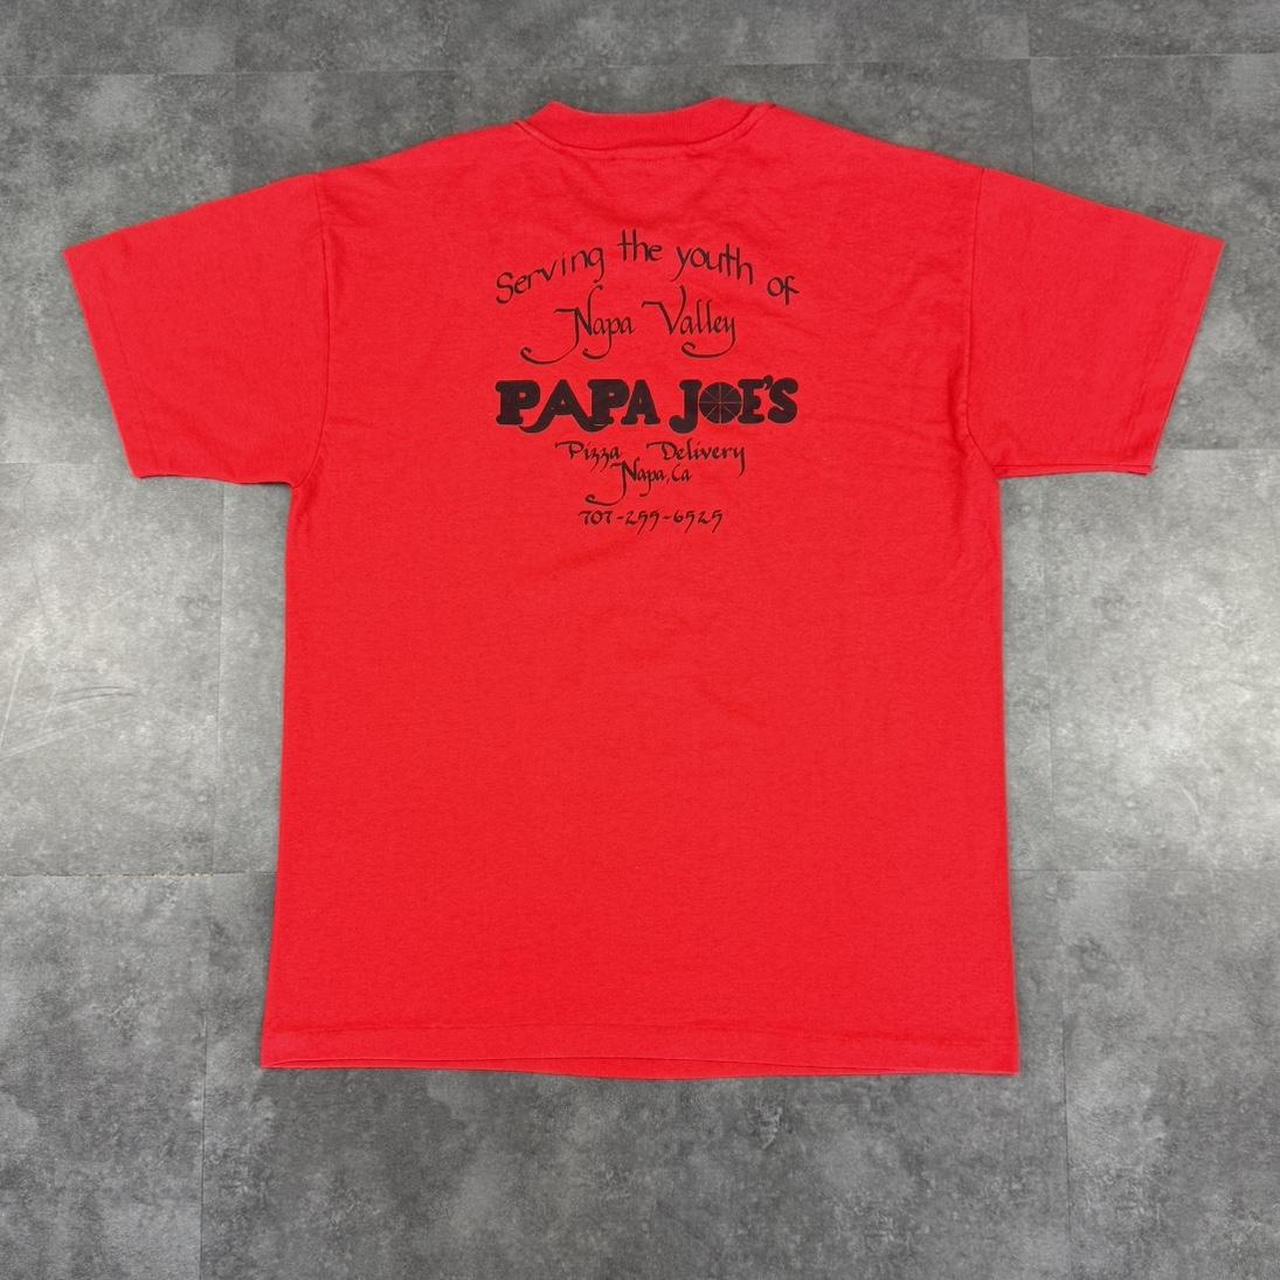 Serving the youth of
Napa Valley
PAPA JOE'S
Pizza Delivery
Napa, Ca
707-255-6525